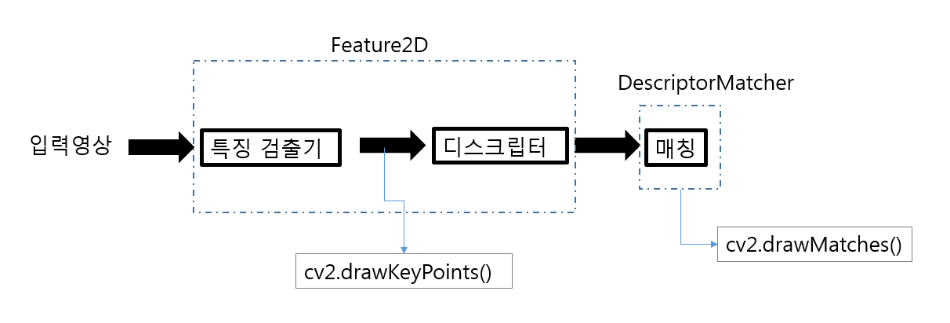 Feature2D
DescriptorMatcher
입력영상
특징 검출기
디스크립터
매칭
cv2.drawMatches()
cv2.drawKeyPoints()